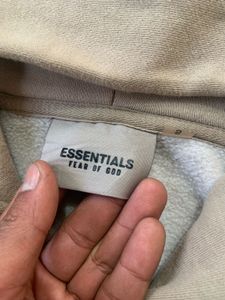 ESSENTIALS
FEAR OF GOD